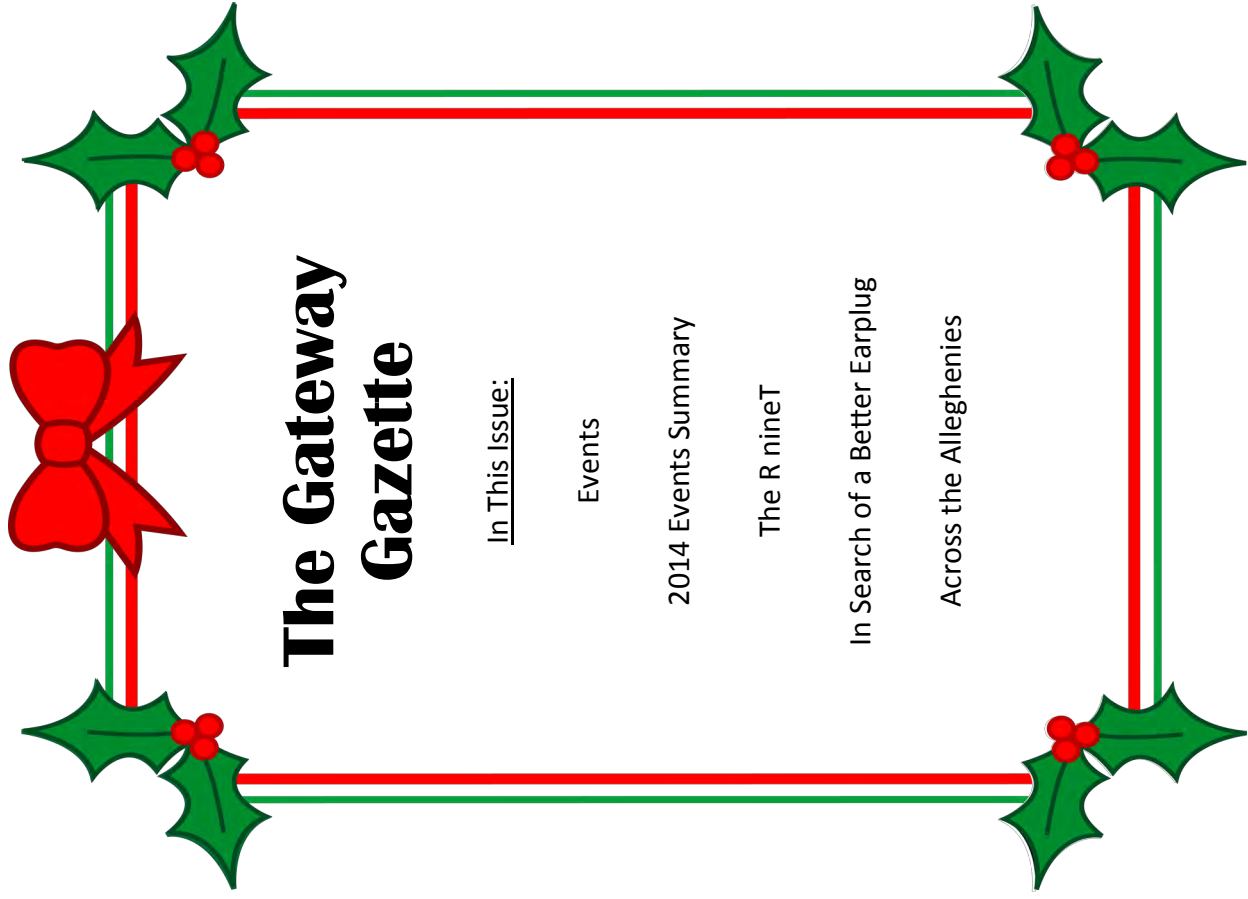 The Gateway
Gazette
In This Issue:
Events
2014 Events Summary
The R nineT
In Search of a Better Earplug
Across the Alleghenies